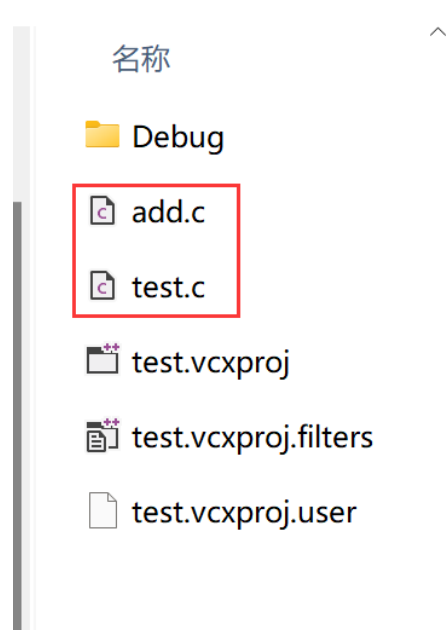 名称
Debug
add.c
test.c
test.vcxproj
test.vcxproj.filters
test.vcxproj.user